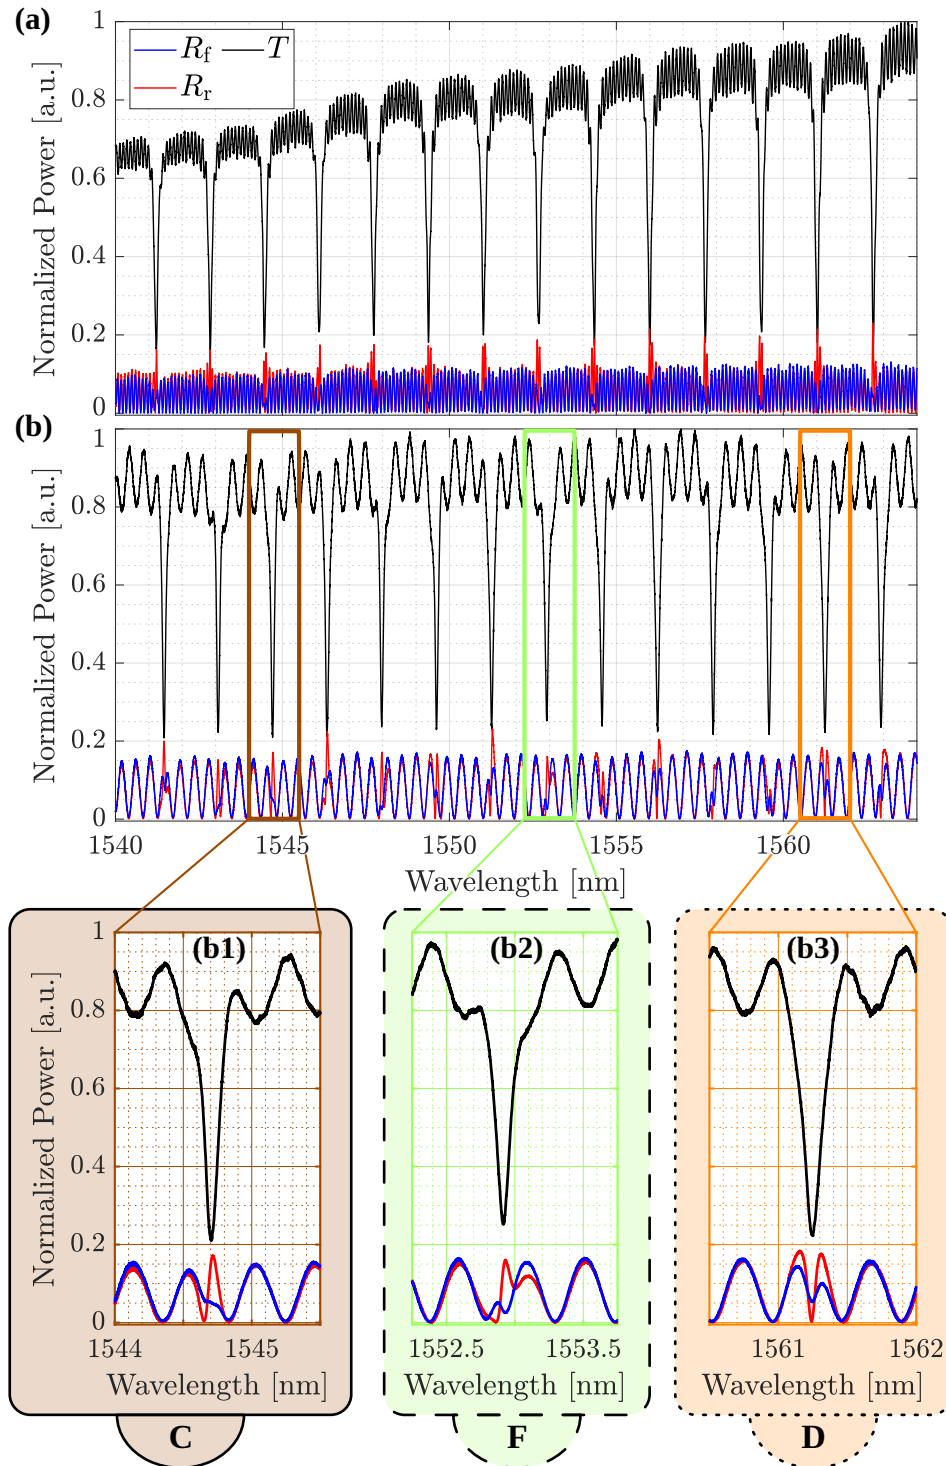 (a)
Normalized Power [a.u.]
1
0.8
0.6
0.4
0.2
0
R_f T
R_r
(b)
Normalized Power [a.u.]
1
0.8
0.6
0.4
0.2
0
1540 1545 1550 1555 1560
Wavelength [nm]
Normalized Power [a.u.]
1
0.8
0.6
0.4
0.2
0
(b1) (b2) (b3)
1544 1545 1552.5 1553.5 1561 1562
Wavelength [nm] Wavelength [nm] Wavelength [nm]
C F D